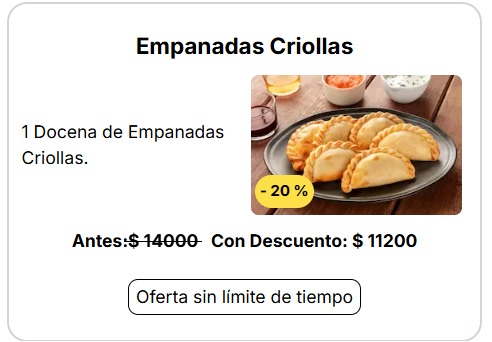 Empanadas Criollas
1 Docena de Empanadas
Criollas.
- 20 %
Antes:$ 14000 Con Descuento: $ 11200
Oferta sin límite de tiempo